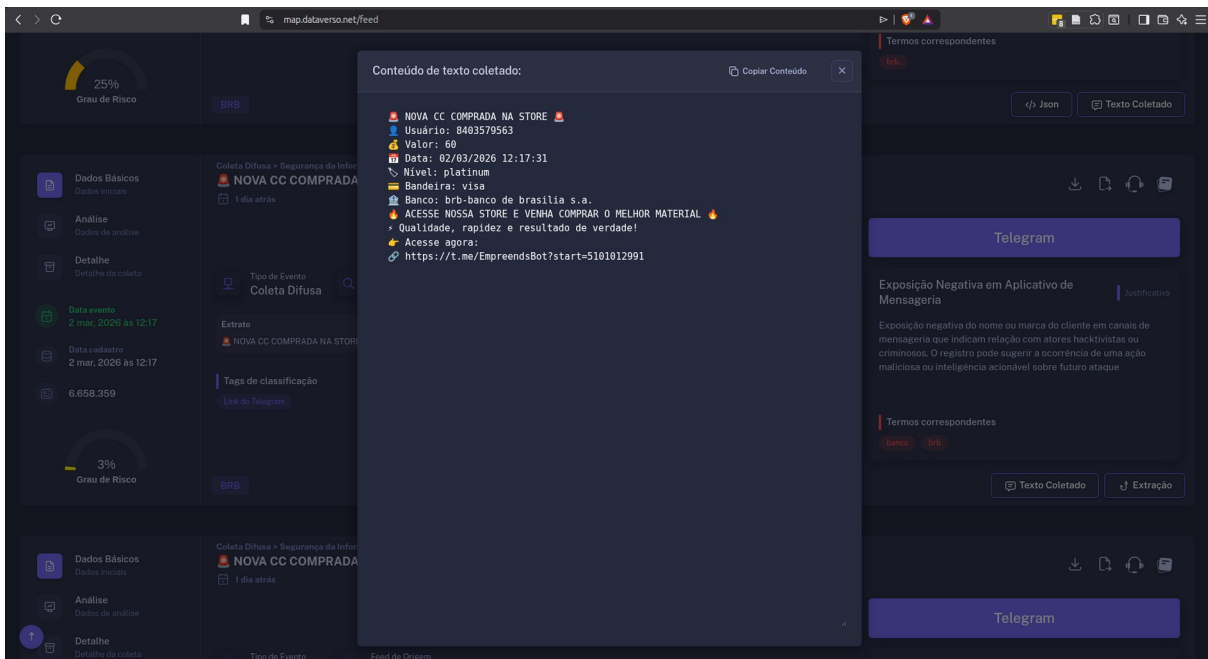 map.dataverso.net/feed
Termos correspondentes
brb
25%
Grau de Risco
BRB
</> Json
Texto Coletado
Conteúdo de texto coletado:
Copiar Conteúdo
🚨 NOVA CC COMPRADA NA STORE 🚨
👤 Usuário: 8403579563
💰 Valor: 60
📅 Data: 02/03/2026 12:17:31
🏷 Nível: platinum
💳 Bandeira: visa
🏦 Banco: brb-banco de brasilia s.a.
🔥 ACESSE NOSSA STORE E VENHA COMPRAR O MELHOR MATERIAL 🔥
⚡ Qualidade, rapidez e resultado de verdade!
👉 Acesse agora:
🔗 https://t.me/EmpreendsBot?start=5101012991
Dados Básicos
Dados iniciais
Análise
Dados de análise
Detalhe
Detalhe da coleta
Data evento
2 mar, 2026 às 12:17
Data cadastro
2 mar, 2026 às 12:17
6.658.359
3%
Grau de Risco
Coleta Difusa > Segurança da Infor
🚨 NOVA CC COMPRADA
1 dia atrás
Tipo de Evento
Coleta Difusa
Extrato
🚨 NOVA CC COMPRADA NA STORE
Tags de classificação
Link do Telegram
BRB
Telegram
Exposição Negativa em Aplicativo de
Mensageria
Justificativa
Exposição negativa do nome ou marca do cliente em canais de
mensageria que indicam relação com atores hacktivistas ou
criminosos. O registro pode sugerir a ocorrência de uma ação
maliciosa ou inteligência acionável sobre futuro ataque
Termos correspondentes
banco
brb
Texto Coletado
Extração
Dados Básicos
Dados iniciais
Análise
Dados de análise
Detalhe
Detalhe da coleta
Coleta Difusa > Segurança da Infor
🚨 NOVA CC COMPRADA
1 dia atrás
Tipo de Evento
Feed de Origem
Telegram